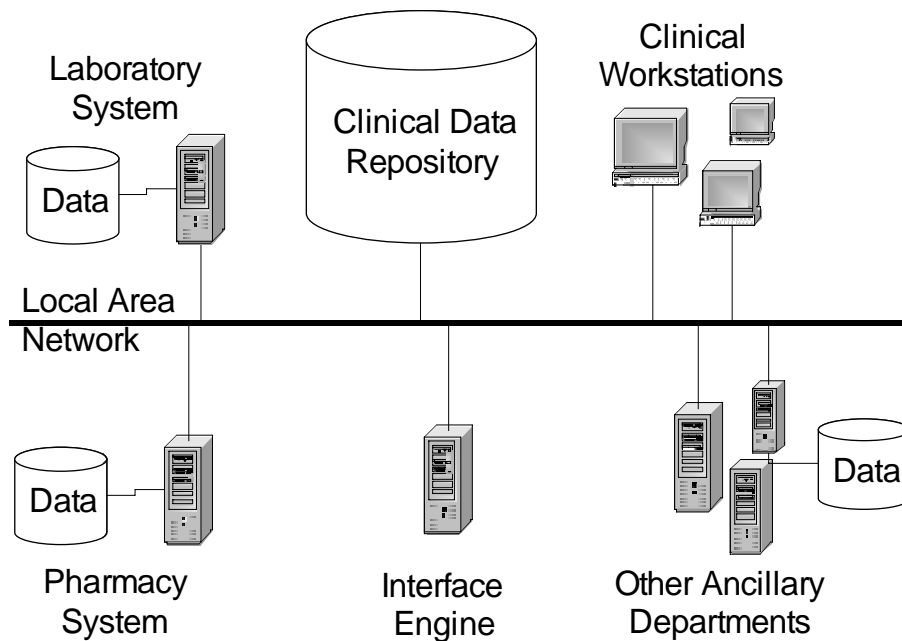 Laboratory
System
Data
Clinical Data
Repository
Clinical
Workstations
Local Area
Network
Data
Pharmacy
System
Interface
Engine
Data
Other Ancillary
Departments